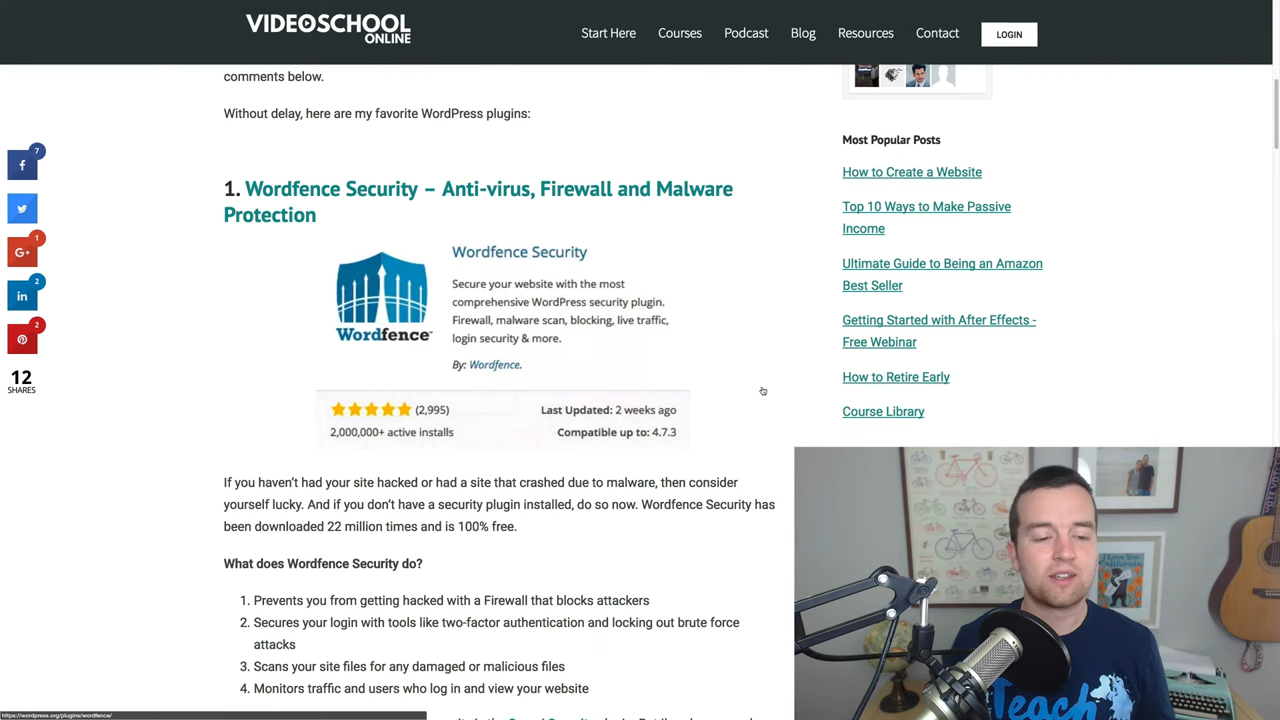 VIDEOSCHOOL
ONLINE
Start Here
Courses
Podcast
Blog
Resources
Contact
LOGIN
comments below.
Without delay, here are my favorite WordPress plugins:
1. Wordfence Security – Anti-virus, Firewall and Malware
Protection
Wordfence Security
Secure your website with the most
comprehensive WordPress security plugin.
Firewall, malware scan, blocking, live traffic,
login security & more.
By: Wordfence.
Wordfence™
(2,995)
Last Updated: 2 weeks ago
2,000,000+ active installs
Compatible up to: 4.7.3
If you haven’t had your site hacked or had a site that crashed due to malware, then consider
yourself lucky. And if you don’t have a security plugin installed, do so now. Wordfence Security has
been downloaded 22 million times and is 100% free.
What does Wordfence Security do?
1. Prevents you from getting hacked with a Firewall that blocks attackers
2. Secures your login with tools like two-factor authentication and locking out brute force
attacks
3. Scans your site files for any damaged or malicious files
4. Monitors traffic and users who log in and view your website
7
1
G+
2
in
2
12
SHARES
Most Popular Posts
How to Create a Website
Top 10 Ways to Make Passive
Income
Ultimate Guide to Being an Amazon
Best Seller
Getting Started with After Effects -
Free Webinar
How to Retire Early
Course Library
I Love You
California
Teach
https://wordpress.org/plugins/wordfence/